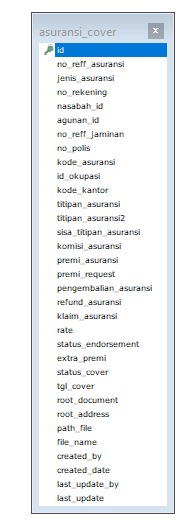 asuransi_cover
x
id
no_reff_asuransi
jenis_asuransi
no_rekening
nasabah_id
agunan_id
no_reff_jaminan
no_polis
kode_asuransi
id_okupasi
kode_kantor
titipan_asuransi
titipan_asuransi2
sisa_titipan_asuransi
komisi_asuransi
premi_asuransi
premi_request
pengembalian_asuransi
refund_asuransi
klaim_asuransi
rate
status_endorsement
extra_premi
status_cover
tgl_cover
root_document
root_address
path_file
file_name
created_by
created_date
last_update_by
last_update